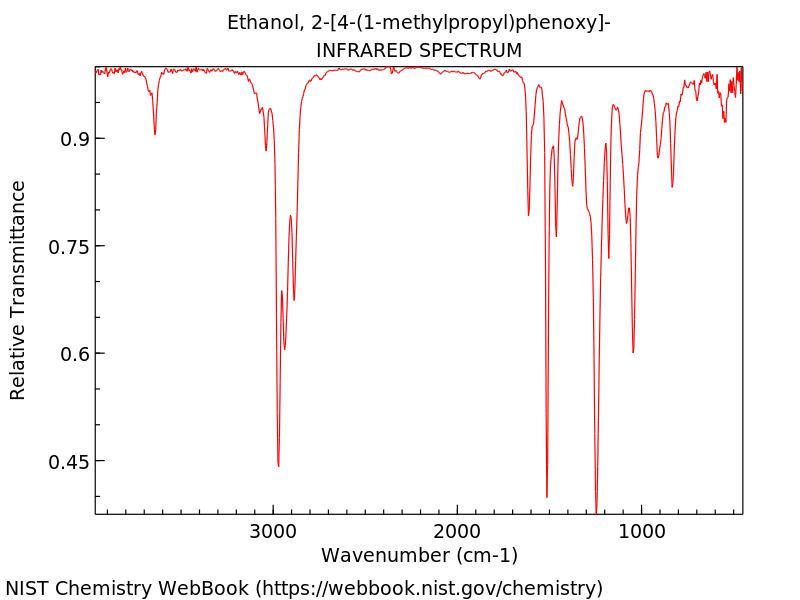 Ethanol, 2-[4-(1-methylpropyl)phenoxy]-
INFRARED SPECTRUM
0.9
0.75
0.6
0.45
Relative Transmittance
3000 2000 1000
Wavenumber (cm-1)
NIST Chemistry WebBook (https://webbook.nist.gov/chemistry)